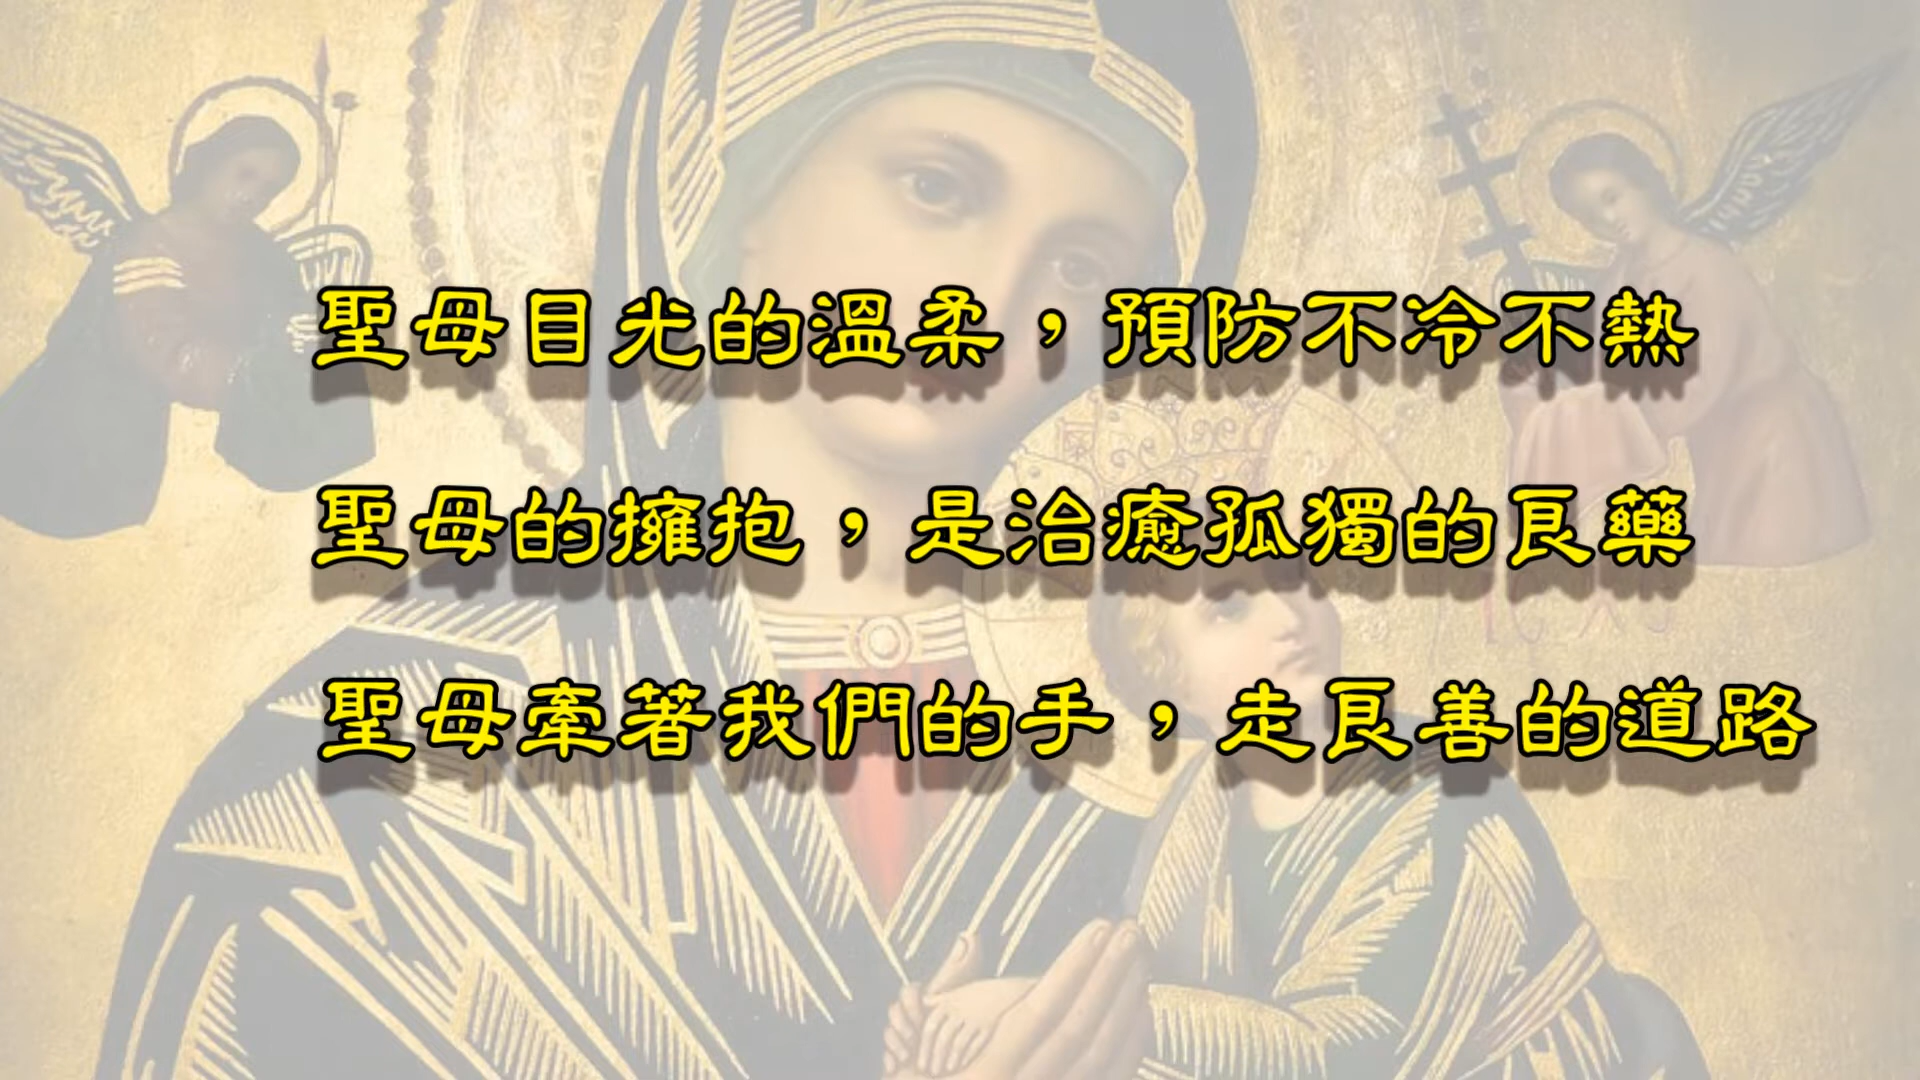 聖母目光的溫柔，預防不冷不熱
聖母的擁抱，是治癒孤獨的良藥
聖母牽著我們的手，走良善的道路